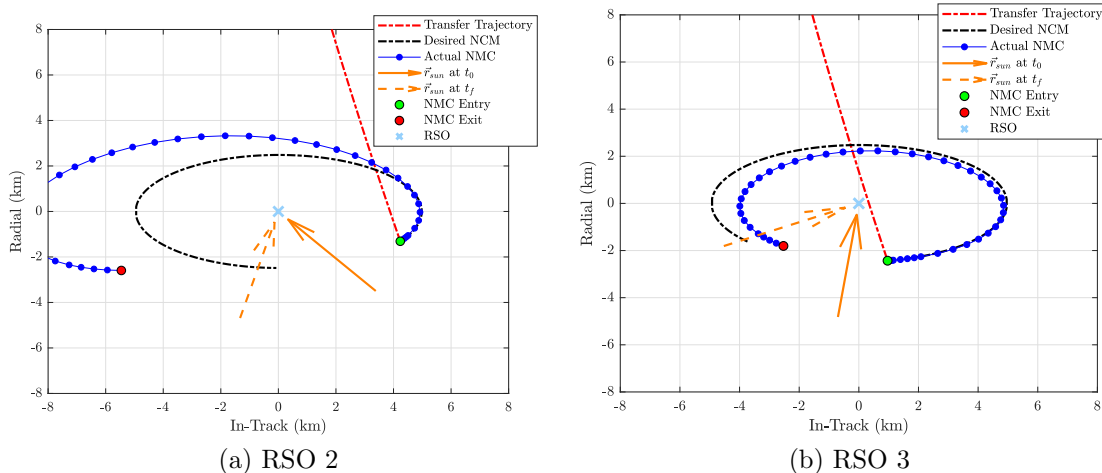 Transfer Trajectory
Desired NCM
Actual NMC
r⃗sun at t0
r⃗sun at tf
NMC Entry
NMC Exit
RSO
8
6
4
2
0
-2
-4
-6
-8
Radial (km)
-8 -6 -4 -2 0 2 4 6 8
In-Track (km)
(a) RSO 2
Transfer Trajectory
Desired NCM
Actual NMC
r⃗sun at t0
r⃗sun at tf
NMC Entry
NMC Exit
RSO
8
6
4
2
0
-2
-4
-6
-8
Radial (km)
-8 -6 -4 -2 0 2 4 6 8
In-Track (km)
(b) RSO 3